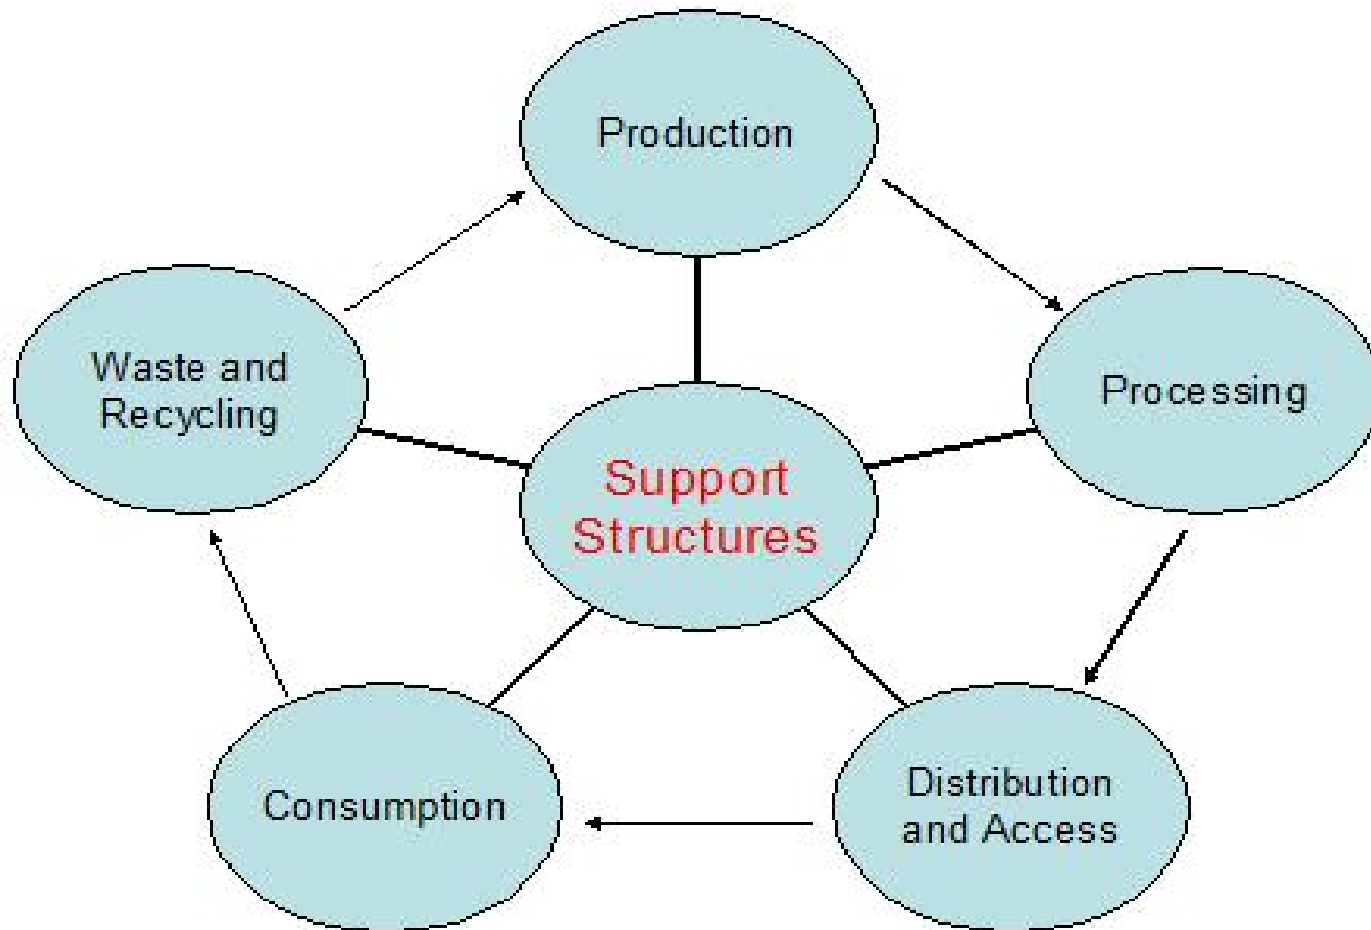 Production
Processing
Waste and
Recycling
Support
Structures
Distribution
and Access
Consumption